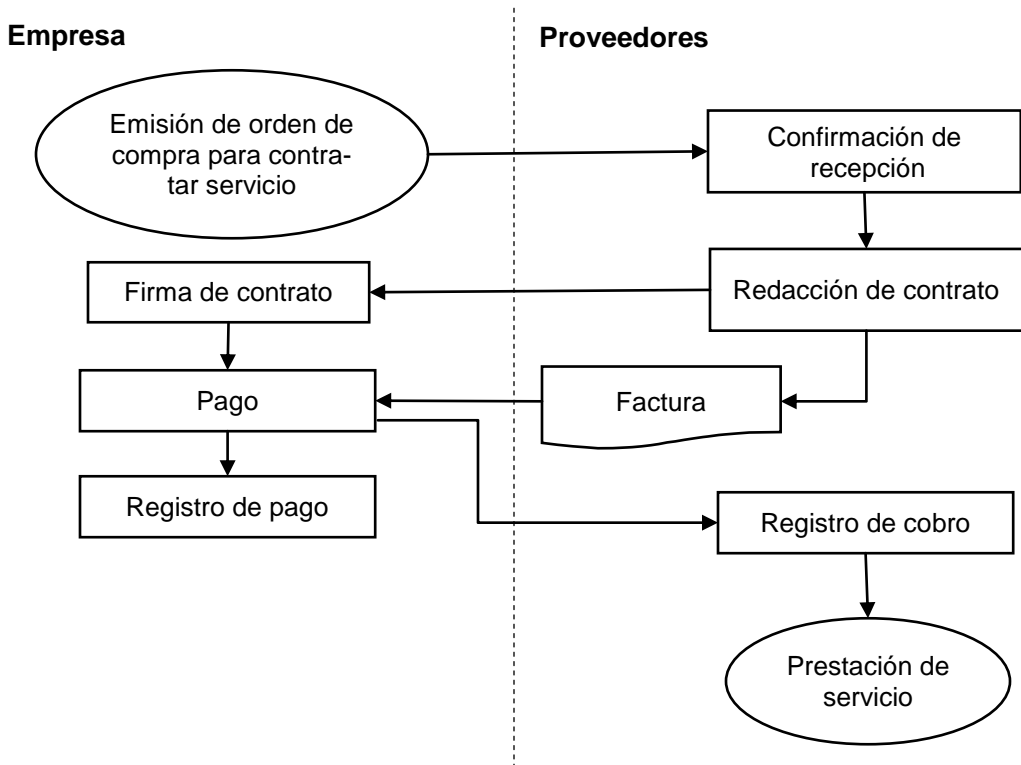 Empresa
Proveedores
Emisión de orden de
compra para contra-
tar servicio
Confirmación de
recepción
Firma de contrato
Redacción de contrato
Pago
Factura
Registro de pago
Registro de cobro
Prestación de
servicio